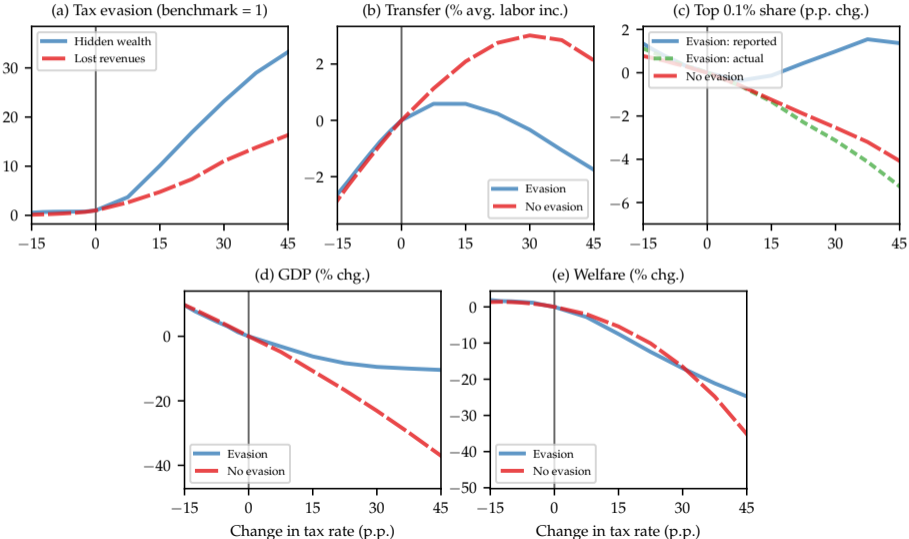 (a) Tax evasion (benchmark = 1)
Hidden wealth
Lost revenues
30
20
10
0
−15 0 15 30 45
(b) Transfer (% avg. labor inc.)
2
0
−2
Evasion
No evasion
−15 0 15 30 45
(c) Top 0.1% share (p.p. chg.)
Evasion: reported
Evasion: actual
No evasion
2
0
−2
−4
−6
−15 0 15 30 45
(d) GDP (% chg.)
0
−20
−40
Evasion
No evasion
−15 0 15 30 45
Change in tax rate (p.p.)
(e) Welfare (% chg.)
0
−10
−20
−30
−40
−50
Evasion
No evasion
−15 0 15 30 45
Change in tax rate (p.p.)